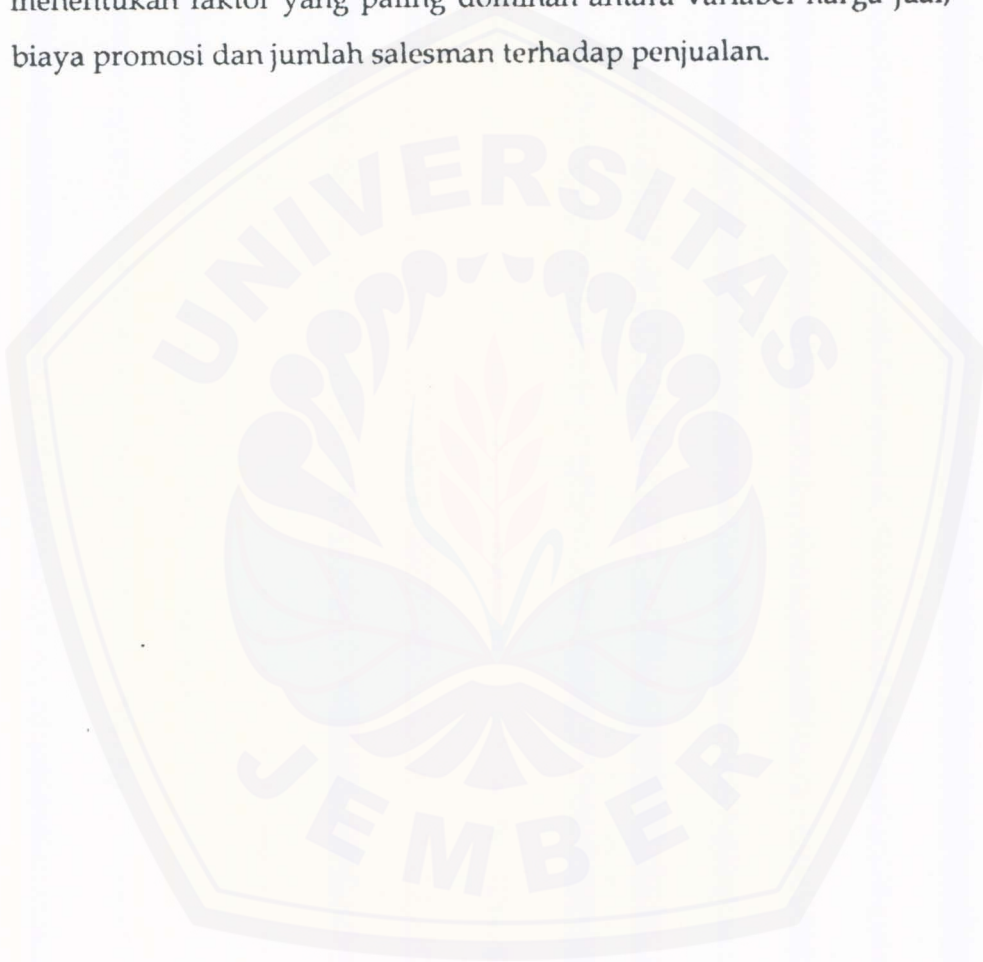 menentukan faktor yang paling dominan antara variabel harga jual,
biaya promosi dan jumlah salesman terhadap penjualan.
UNIVERSITAS
JEMBER